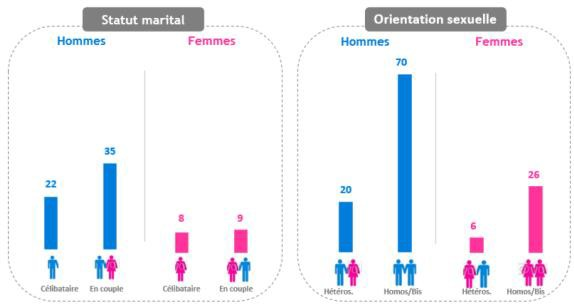 Statut marital
Hommes
Femmes
22
35
8
9
Célibataire
En couple
Célibataire
En couple
Orientation sexuelle
Hommes
Femmes
20
70
6
26
Hétéros.
Homos/Bis
Hétéros.
Homos/Bis